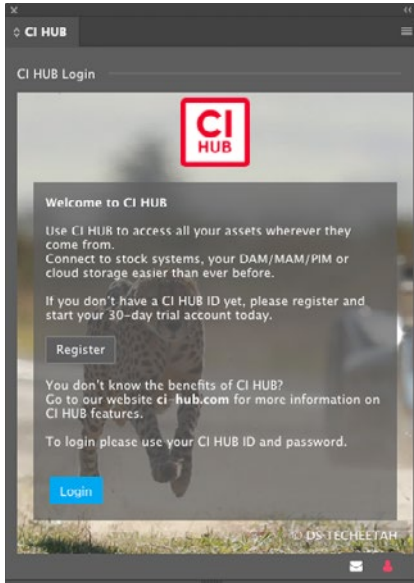 CI HUB
CI HUB Login
CI
HUB
Welcome to CI HUB
Use CI HUB to access all your assets wherever they
come from.
Connect to stock systems, your DAM/MAM/PIM or
cloud storage easier than ever before.
If you don't have a CI HUB ID yet, please register and
start your 30-day trial account today.
Register
You don't know the benefits of CI HUB?
Go to our website ci-hub.com for more information on
CI HUB features.
To login please use your CI HUB ID and password.
Login
© DS TECHEETAH